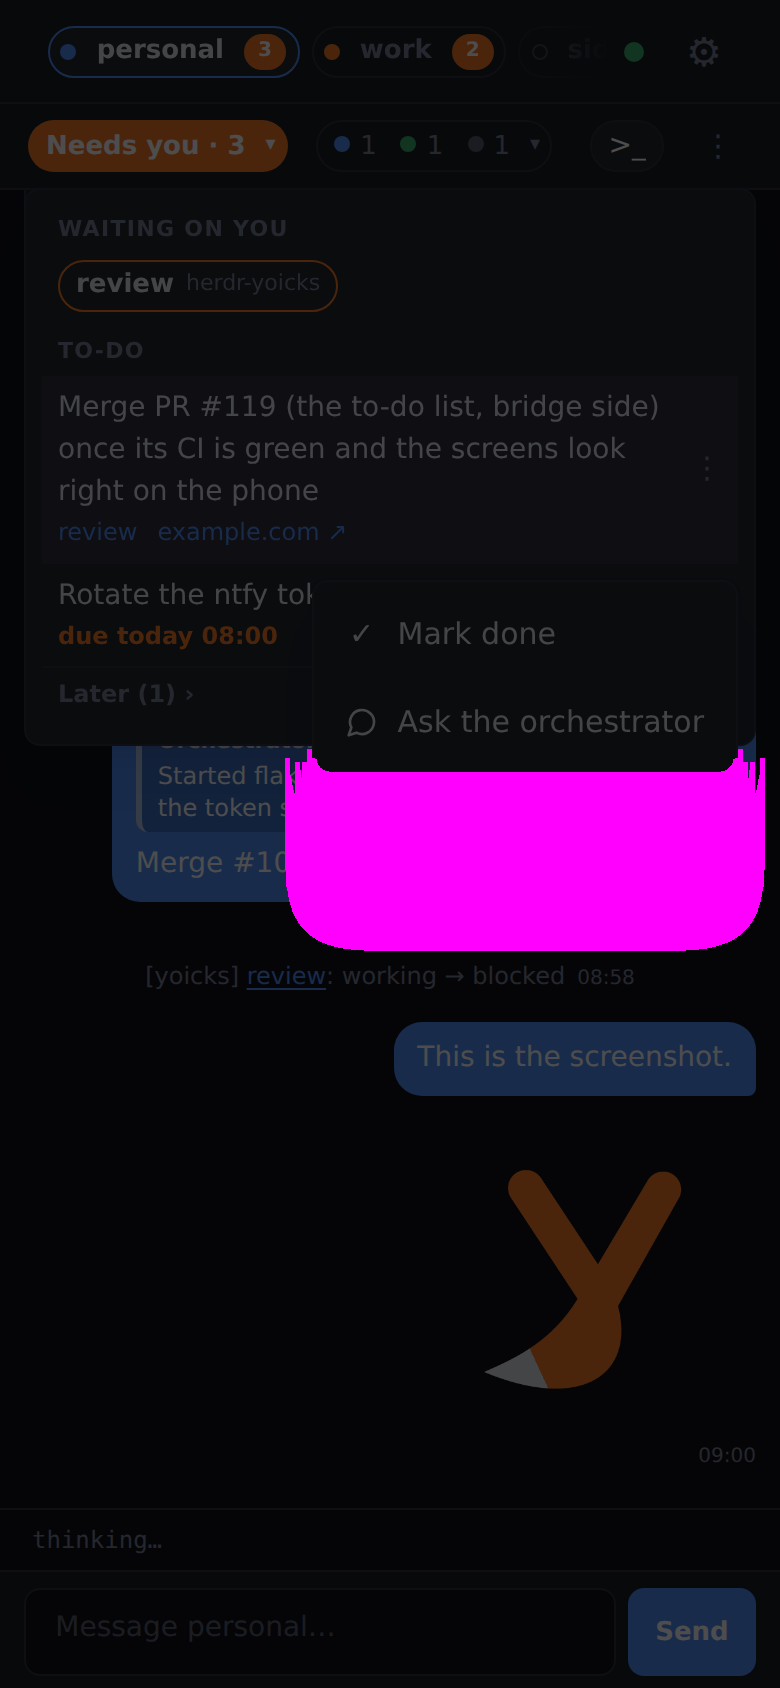 personal 3 work 2
Needs you · 3 ▾ 1 1 1 ▾ >_ ⋮
WAITING ON YOU
review herdr-yoicks
TO-DO
Merge PR #119 (the to-do list, bridge side)
once its CI is green and the screens look
right on the phone
review example.com ↗
Rotate the ntfy
due today 08:00
✓ Mark done
Later (1) ›
Ask the orchestrator
Started
the token
Merge
[yoicks] review: working → blocked 08:58
This is the screenshot.
09:00
thinking…
Message personal…
Send